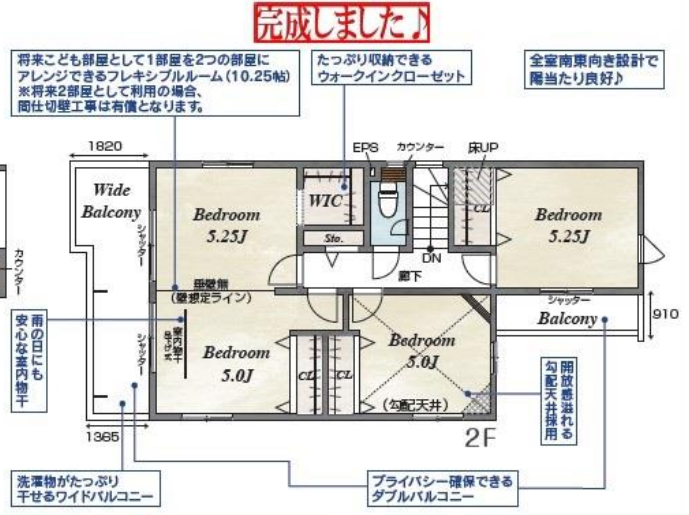 完成しました♪
将来こども部屋として1部屋を2つの部屋に
アレンジできるフレキシブルルーム(10.25帖)
※将来2部屋として利用の場合、
間仕切壁工事は有償となります。
たっぷり収納できる
ウォークインクローゼット
全室南東向き設計で
陽当たり良好♪
1820
EPS
カウンター
床UP
Wide
Balcony
シャッター
カウンター
Bedroom
5.25J
WIC
Sto.
CL
DN
廊下
Bedroom
5.25J
垂壁無
(壁想定ライン)
シャッター
Balcony
910
雨の日にも
安心な室内物干
シャッター
室内物干
Bedroom
5.0J
CL
CL
Bedroom
5.0J
(勾配天井)
開放感溢れる
勾配天井採用
1365
2F
洗濯物がたっぷり
干せるワイドバルコニー
プライバシー確保できる
ダブルバルコニー